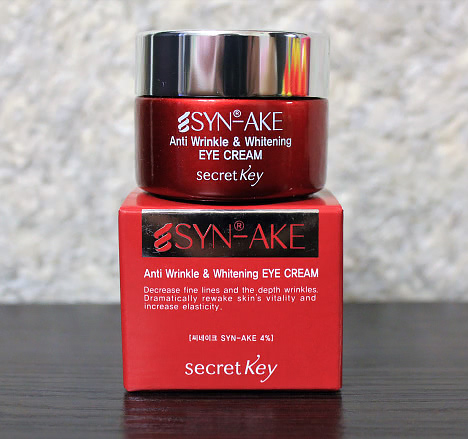 SYN®-AKE
Anti Wrinkle & Whitening
EYE CREAM
secret Key
SYN®-AKE
Anti Wrinkle & Whitening EYE CREAM
Decrease fine lines and the depth wrinkles.
Dramatically rewake skin's vitality and
increase elasticity.
[씨네이크 SYN-AKE 4%]
secret Key